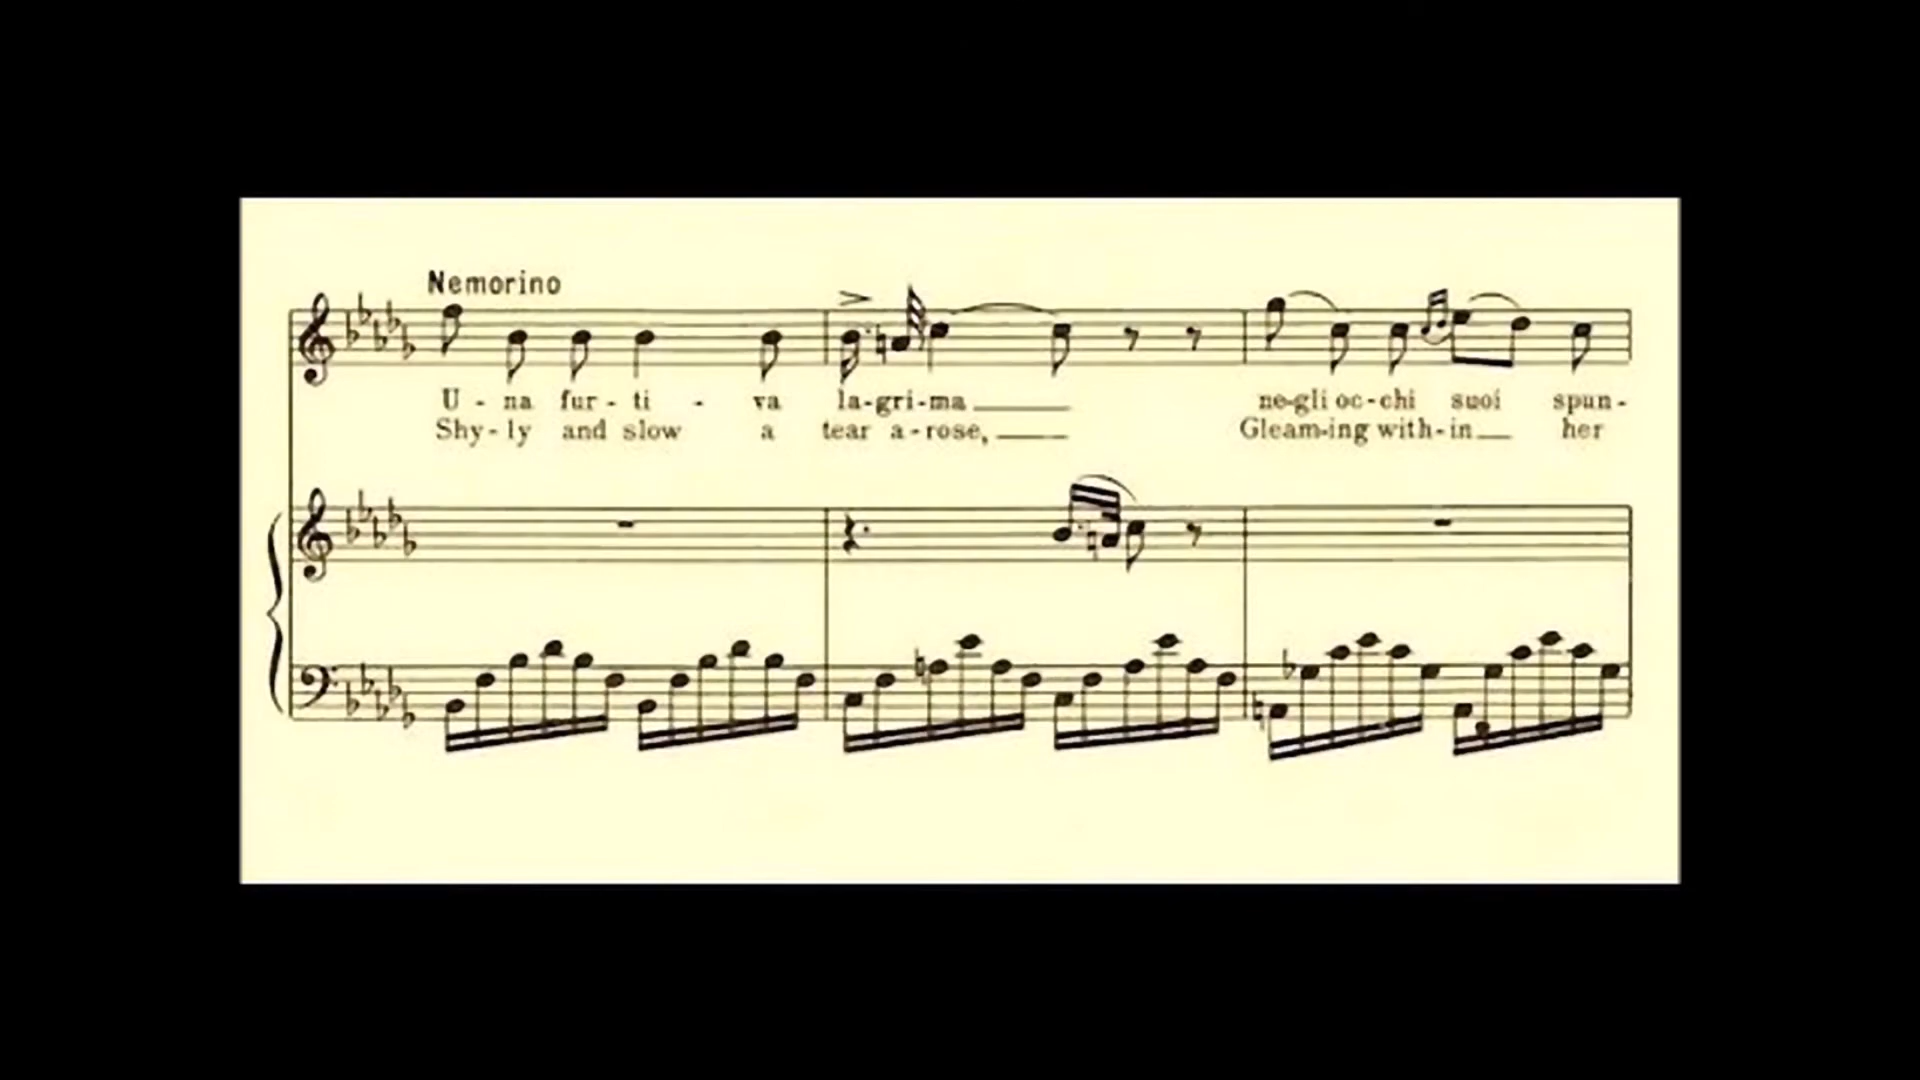 Nemorino
U - na fur - ti - va la-gri-ma ne-gli oc-chi suoi spun-
Shy-ly and slow a tear a-rose, Gleam-ing with-in her